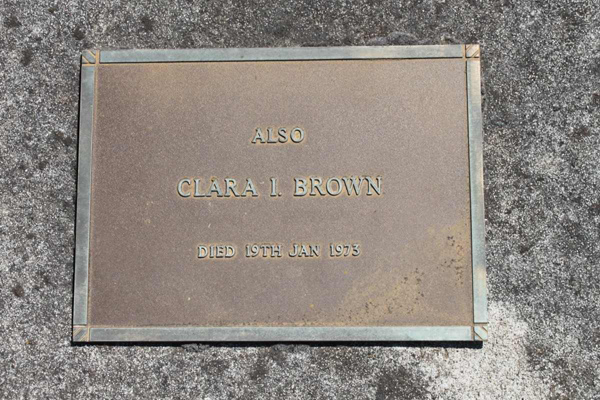 ALSO
CLARA I. BROWN
DIED 19TH JAN 1973